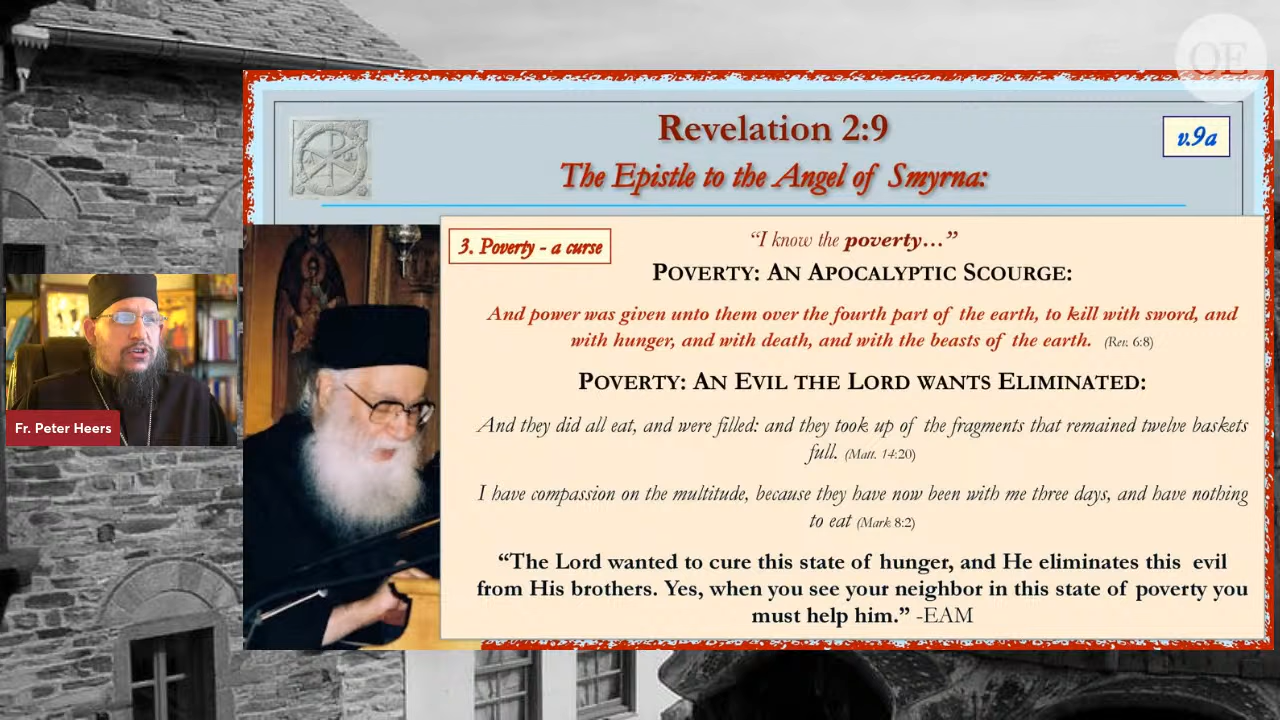 OE
Revelation 2:9
v.9a
The Epistle to the Angel of Smyrna:
3. Poverty - a curse
“I know the poverty…”
POVERTY: AN APOCALYPTIC SCOURGE:
And power was given unto them over the fourth part of the earth, to kill with sword, and
with hunger, and with death, and with the beasts of the earth. (Rev. 6:8)
POVERTY: AN EVIL THE LORD WANTS ELIMINATED:
And they did all eat, and were filled: and they took up of the fragments that remained twelve baskets
full. (Matt. 14:20)
I have compassion on the multitude, because they have now been with me three days, and have nothing
to eat (Mark 8:2)
“The Lord wanted to cure this state of hunger, and He eliminates this evil
from His brothers. Yes, when you see your neighbor in this state of poverty you
must help him.” -EAM
Fr. Peter Heers